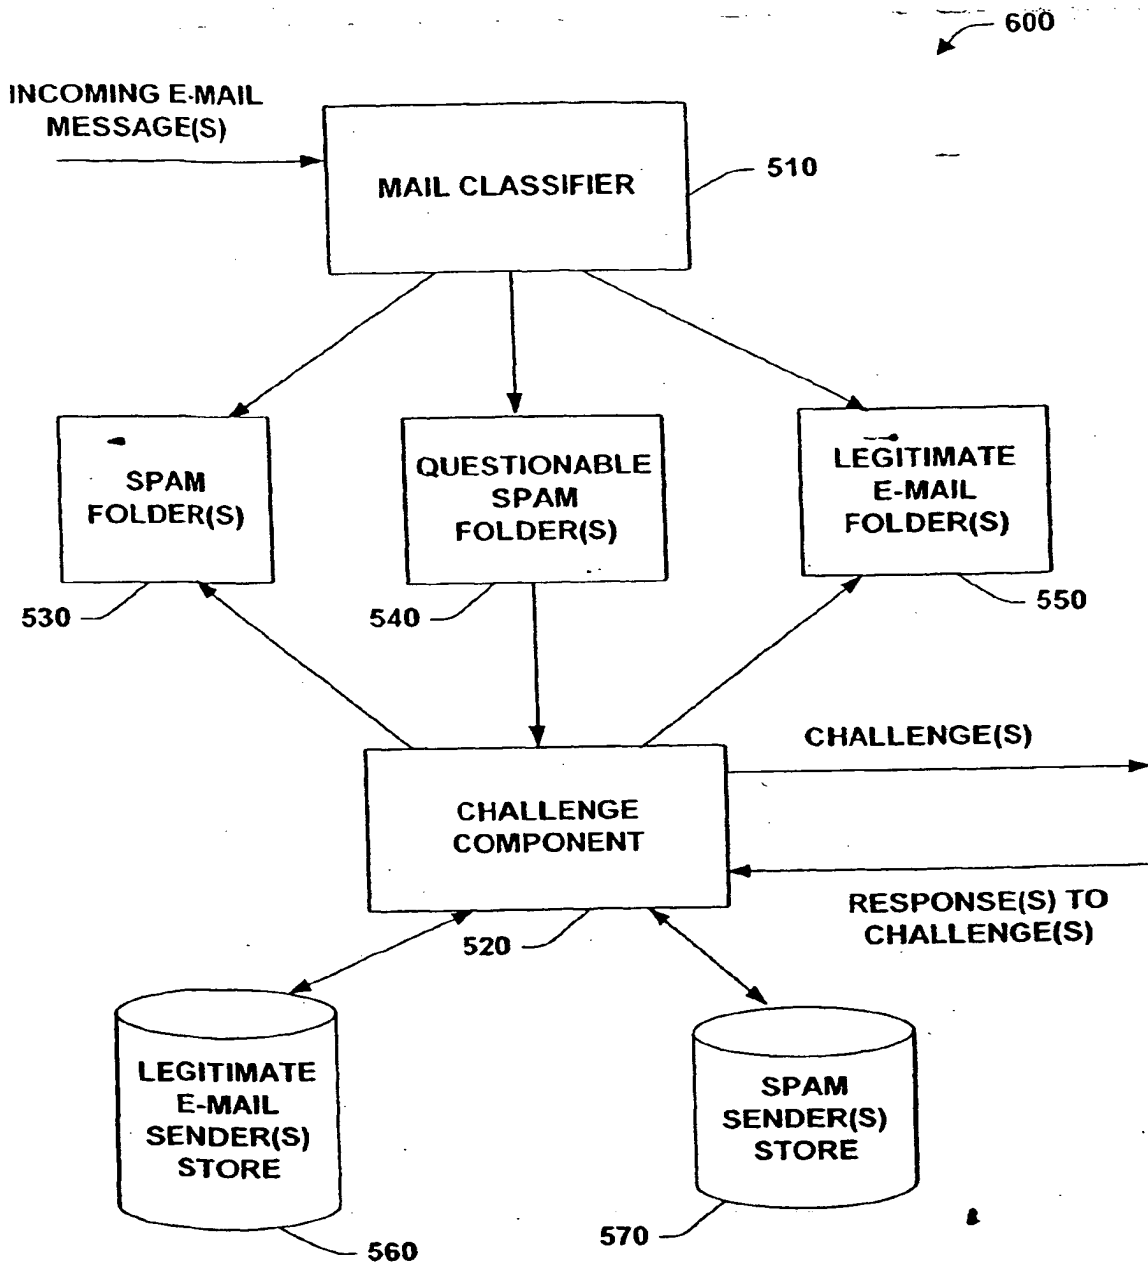 600
INCOMING E-MAIL
MESSAGE(S)
MAIL CLASSIFIER
510
SPAM
FOLDER(S)
QUESTIONABLE
SPAM
FOLDER(S)
LEGITIMATE
E-MAIL
FOLDER(S)
530
540
550
CHALLENGE(S)
CHALLENGE
COMPONENT
RESPONSE(S) TO
CHALLENGE(S)
520
LEGITIMATE
E-MAIL
SENDER(S)
STORE
SPAM
SENDER(S)
STORE
560
570